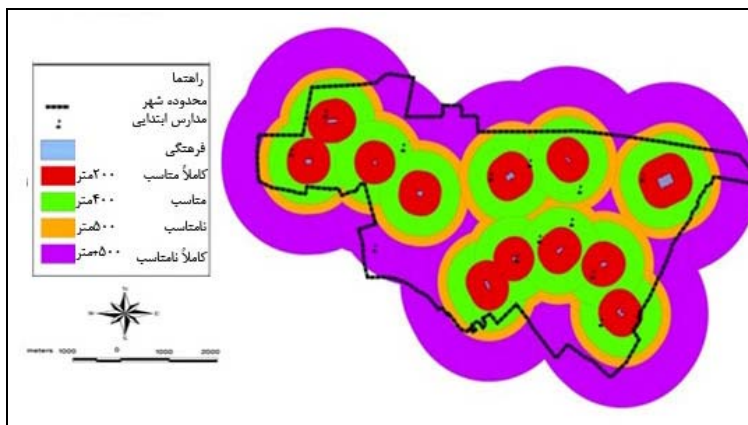 راهنما
محدوده شهر
مدارس ابتدایی
فرهنگی
کاملاً متاسب ۲۰۰متر
متاسب ۴۰۰متر
نامتاسب ۵۰۰متر
کاملاً نامتاسب ۵۰۰+متر
meters 1000 0 1000 2000